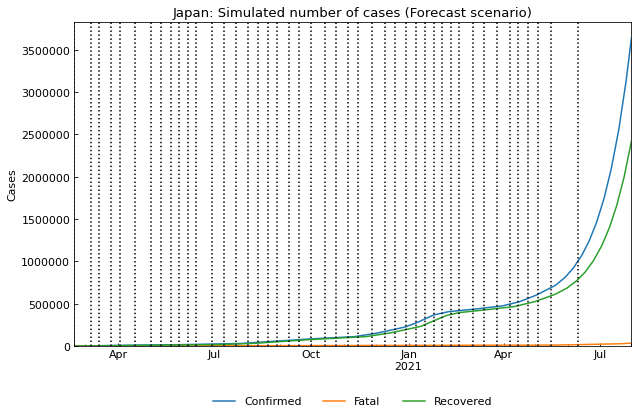 Japan: Simulated number of cases (Forecast scenario)
3500000
3000000
2500000
2000000
1500000
1000000
500000
0
Cases
Apr Jul Oct Jan Apr Jul
2021
Confirmed Fatal Recovered